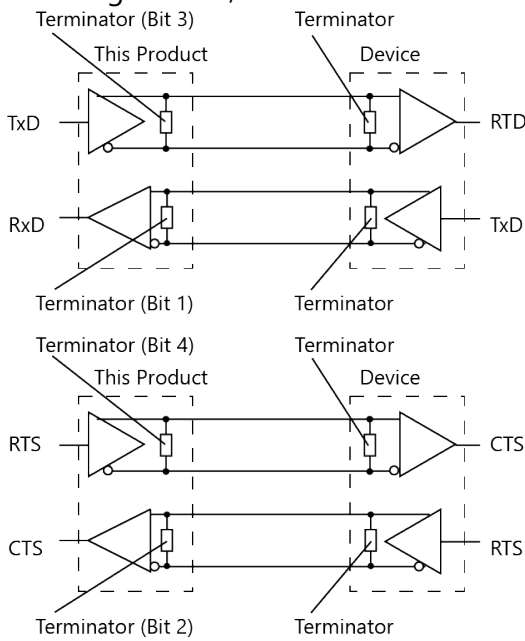 Terminator (Bit 3) Terminator
This Product Device
TxD RTD
RxD TxD
Terminator (Bit 1) Terminator
Terminator (Bit 4) Terminator
This Product Device
RTS CTS
CTS RTS
Terminator (Bit 2) Terminator